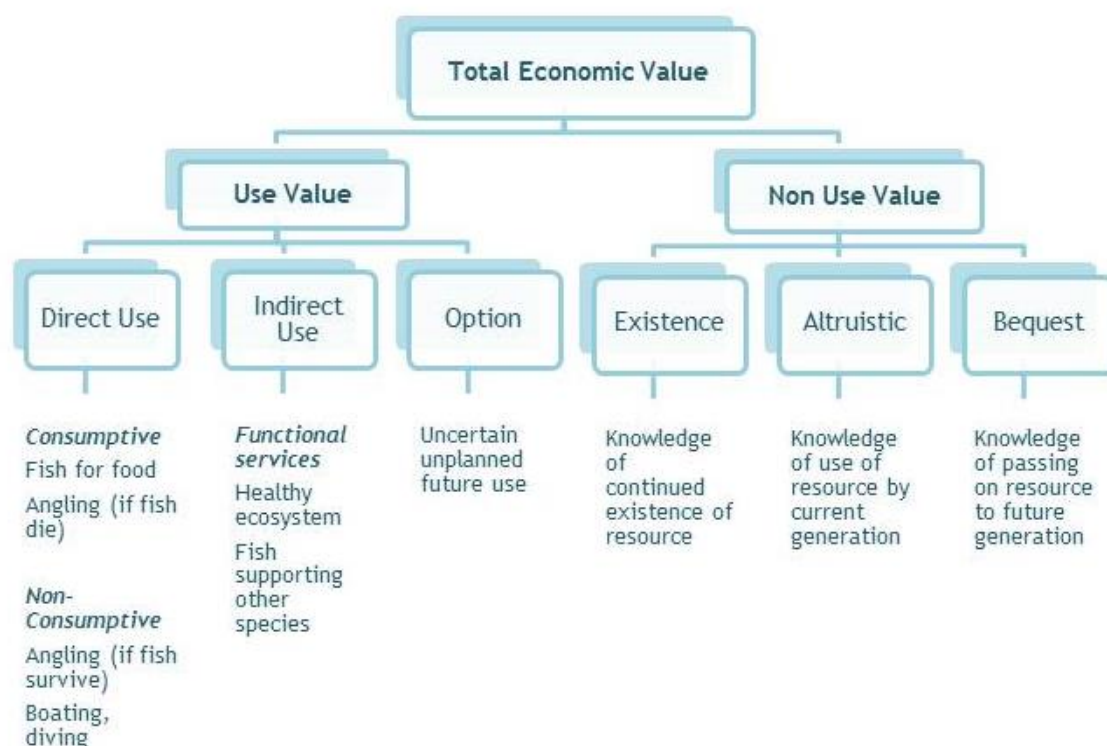 Total Economic Value
Use Value
Non Use Value
Direct Use
Indirect
Use
Option
Existence
Altruistic
Bequest
Consumptive
Fish for food
Angling (if fish
die)
Non-
Consumptive
Angling (if fish
survive)
Boating,
diving
Functional
services
Healthy
ecosystem
Fish
supporting
other
species
Uncertain
unplanned
future use
Knowledge
of
continued
existence of
resource
Knowledge
of use of
resource by
current
generation
Knowledge
of passing
on resource
to future
generation